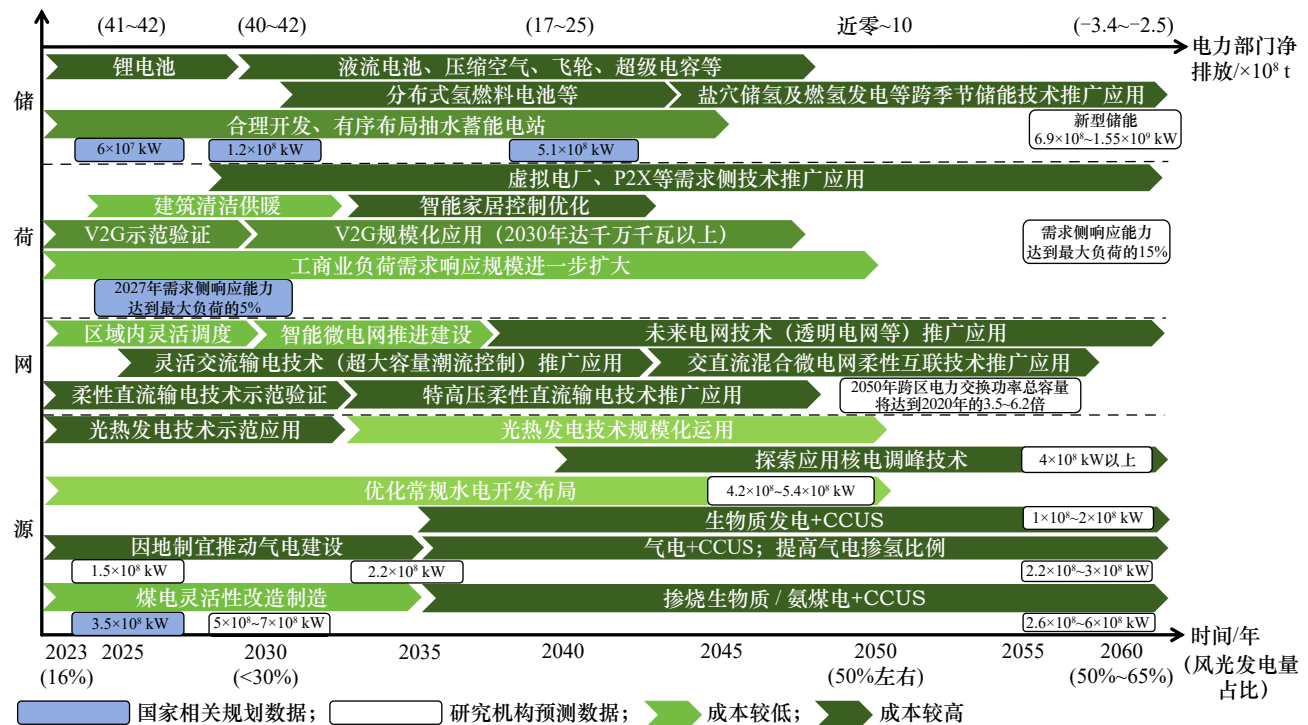 (41~42) (40~42) (17~25) 近零~10 (−3.4~−2.5)
电力部门净
排放/×10⁸ t
储
锂电池 液流电池、压缩空气、飞轮、超级电容等
分布式氢燃料电池等 盐穴储氢及燃氢发电等跨季节储能技术推广应用
合理开发、有序布局抽水蓄能电站
新型储能
6.9×10⁸~1.55×10⁹ kW
6×10⁷ kW 1.2×10⁸ kW 5.1×10⁸ kW
荷
虚拟电厂、P2X等需求侧技术推广应用
建筑清洁供暖 智能家居控制优化
V2G示范验证 V2G规模化应用（2030年达千万千瓦以上）
需求侧响应能力
达到最大负荷的15%
工商业负荷需求响应规模进一步扩大
2027年需求侧响应能力
达到最大负荷的5%
网
区域内灵活调度 智能微电网推进建设 未来电网技术（透明电网等）推广应用
灵活交流输电技术（超大容量潮流控制）推广应用 交直流混合微电网柔性互联技术推广应用
柔性直流输电技术示范验证 特高压柔性直流输电技术推广应用
2050年跨区电力交换功率总容量
将达到2020年的3.5~6.2倍
源
光热发电技术示范应用 光热发电技术规模化运用
探索应用核电调峰技术 4×10⁸ kW以上
优化常规水电开发布局 4.2×10⁸~5.4×10⁸ kW
生物质发电+CCUS 1×10⁸~2×10⁸ kW
因地制宜推动气电建设 气电+CCUS；提高气电掺氢比例
1.5×10⁸ kW 2.2×10⁸ kW 2.2×10⁸~3×10⁸ kW
煤电灵活性改造制造 掺烧生物质 / 氨煤电+CCUS
3.5×10⁸ kW 5×10⁸~7×10⁸ kW 2.6×10⁸~6×10⁸ kW
2023 2025 2030 2035 2040 2045 2050 2055 2060
(16%) (<30%) (50%左右) (50%~65%)
时间/年
(风光发电量
占比)
国家相关规划数据； 研究机构预测数据； 成本较低； 成本较高